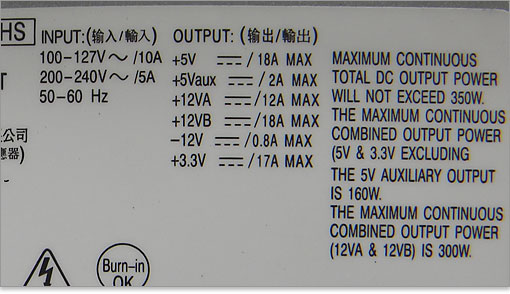 HS INPUT:(输入/輸入) OUTPUT: (输出/輸出)
100-127V～ /10A +5V ⎓/18A MAX MAXIMUM CONTINUOUS
200-240V～ /5A +5Vaux ⎓/ 2A MAX TOTAL DC OUTPUT POWER
50-60 Hz +12VA ⎓/12A MAX WILL NOT EXCEED 350W.
+12VB ⎓/18A MAX THE MAXIMUM CONTINUOUS
公司 -12V ⎓/0.8A MAX COMBINED OUTPUT POWER
應器) +3.3V ⎓/17A MAX (5V & 3.3V EXCLUDING
THE 5V AUXILIARY OUTPUT
IS 160W.
THE MAXIMUM CONTINUOUS
COMBINED OUTPUT POWER
(12VA & 12VB) IS 300W.
Burn-in
OK